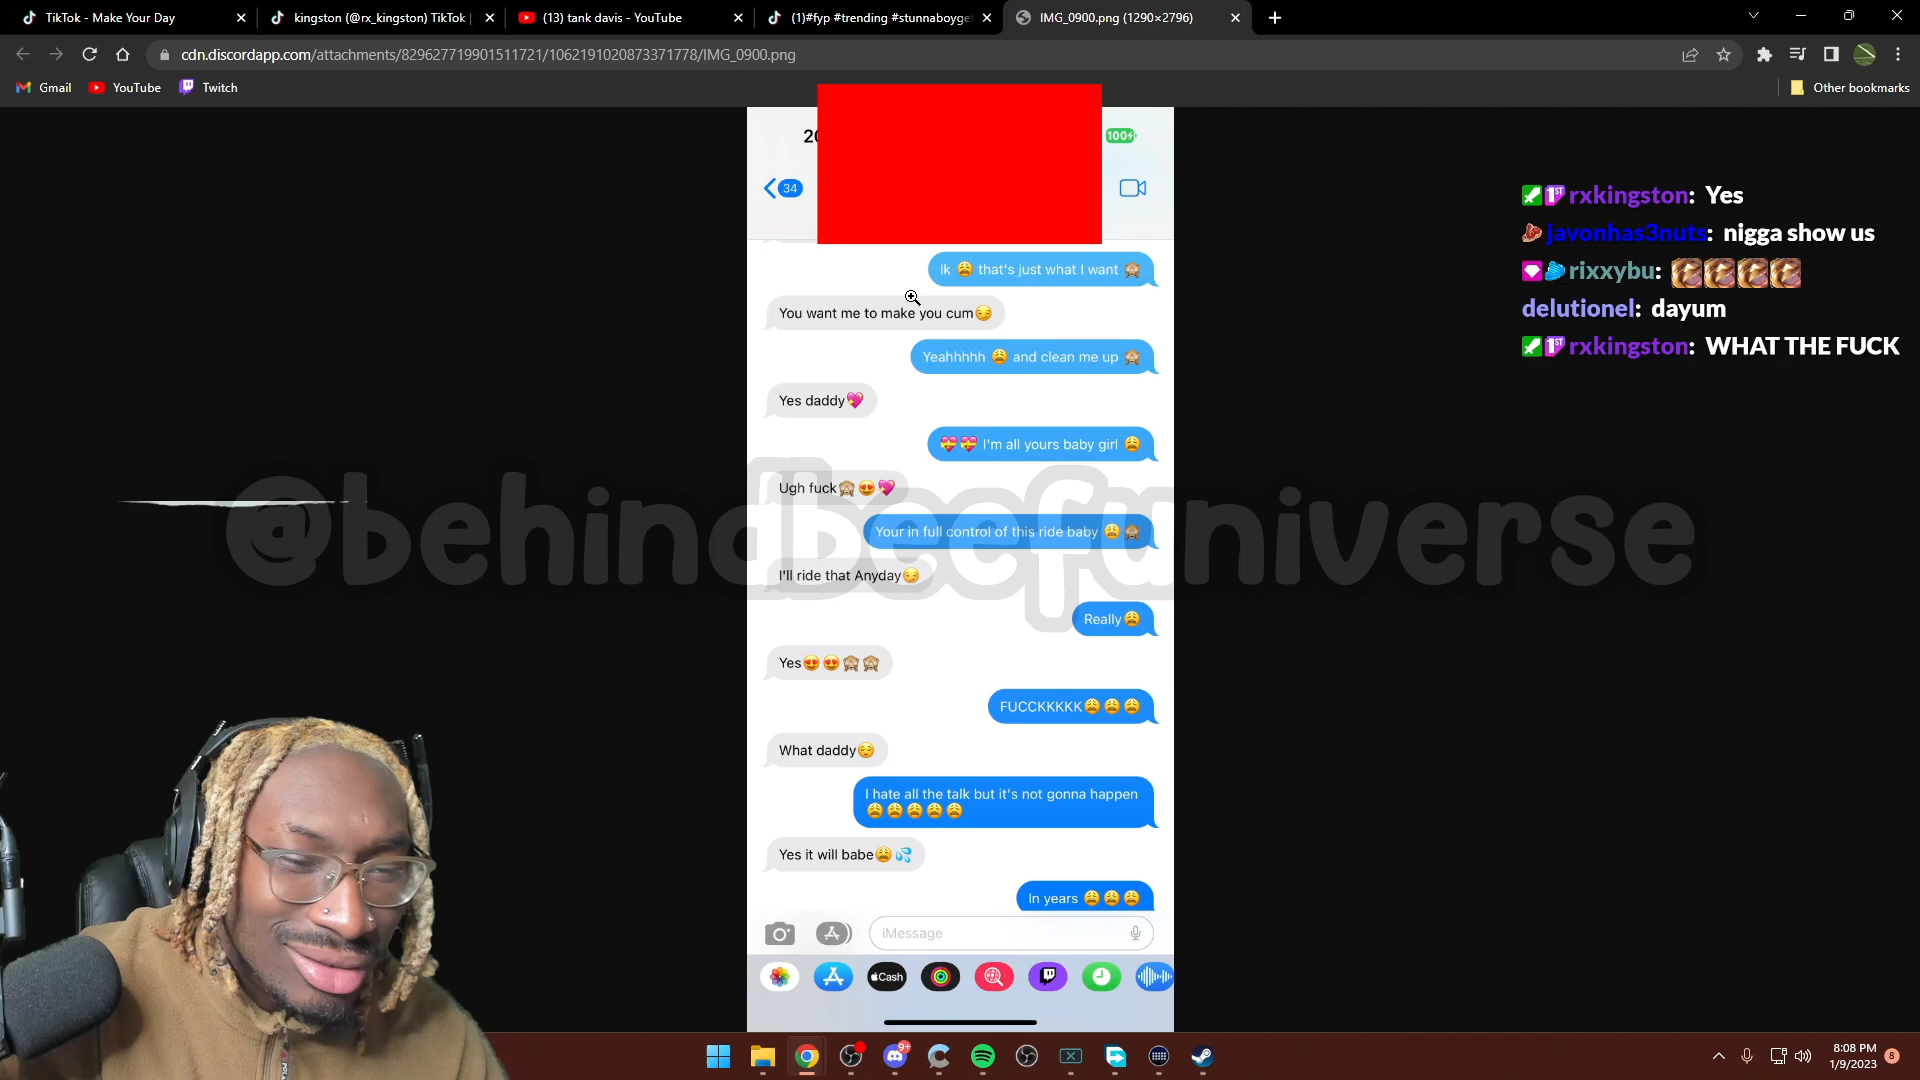 TikTok - Make Your Day
kingston (@rx_kingston) TikTok |
(13) tank davis - YouTube
(1)#fyp #trending #stunnaboyge
IMG_0900.png (1290×2796)
cdn.discordapp.com/attachments/829627719901511721/1062191020873371778/IMG_0900.png
Gmail
YouTube
Twitch
Other bookmarks
20
100
34
Ik 😩 that's just what I want 🙈
You want me to make you cum😏
Yeahhhhh 😩 and clean me up 🙈
Yes daddy💖
💝💝 I'm all yours baby girl 😩
Ugh fuck🙈😍💖
Your in full control of this ride baby 😩🙈
I'll ride that Anyday😏
Really😩
Yes😍😍🙈🙈
FUCCKKKKK😩😩😩
What daddy😌
I hate all the talk but it's not gonna happen
😩😩😩😩😩
Yes it will babe😩💦
In years 😩😩😩
iMessage
Cash
rxkingston: Yes
javonhas3nuts: nigga show us
rixxybu:
delutionel: dayum
rxkingston: WHAT THE FUCK
@behindbeefuniverse
9+
8:08 PM
1/9/2023
8